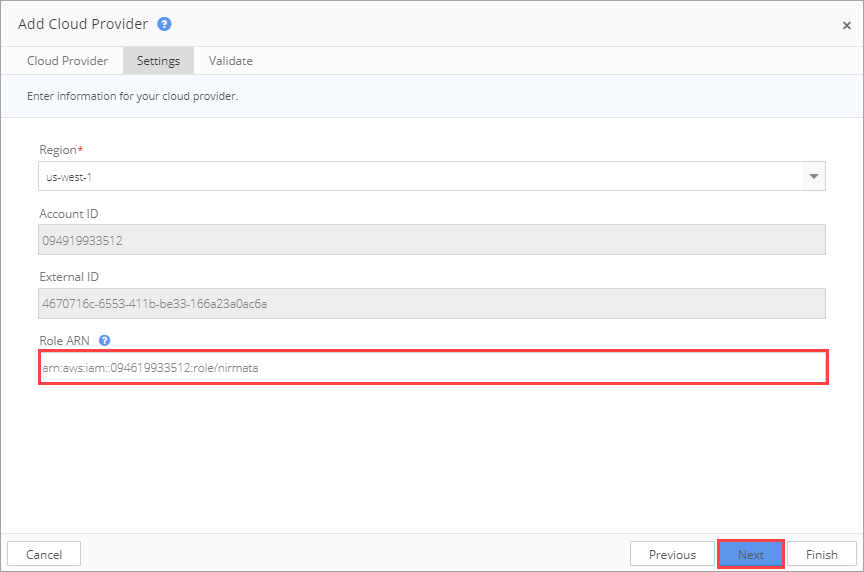 Add Cloud Provider ?
×
Cloud Provider Settings Validate
Enter information for your cloud provider.
Region*
us-west-1
Account ID
094919933512
External ID
4670716c-6553-411b-be33-166a23a0ac6a
Role ARN ?
arn:aws:iam::094619933512:role/nirmata
Cancel Previous Next Finish